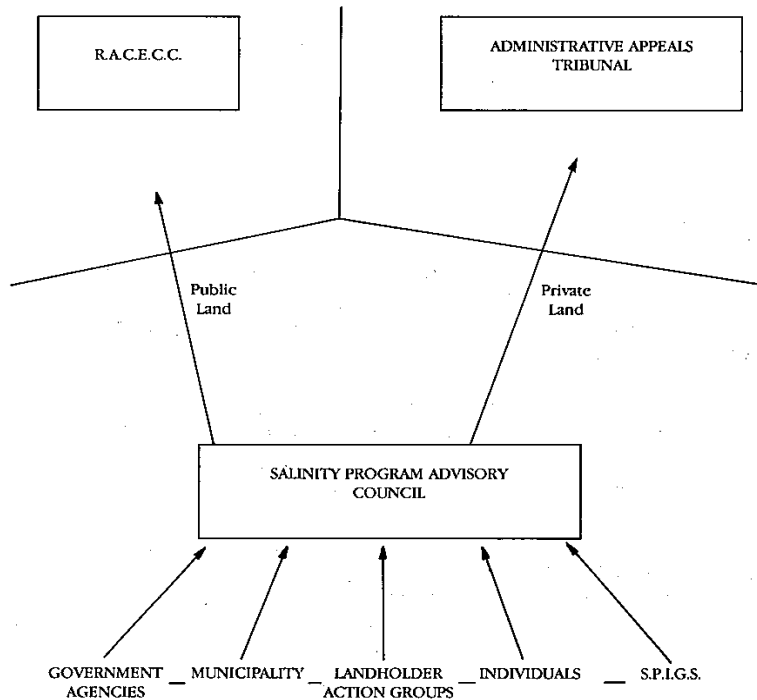 R.A.C.E.C.C.
ADMINISTRATIVE APPEALS
TRIBUNAL
Public
Land
Private
Land
SALINITY PROGRAM ADVISORY
COUNCIL
GOVERNMENT
AGENCIES
— MUNICIPALITY —
LANDHOLDER
ACTION GROUPS
— INDIVIDUALS —
S.P.I.G.S.